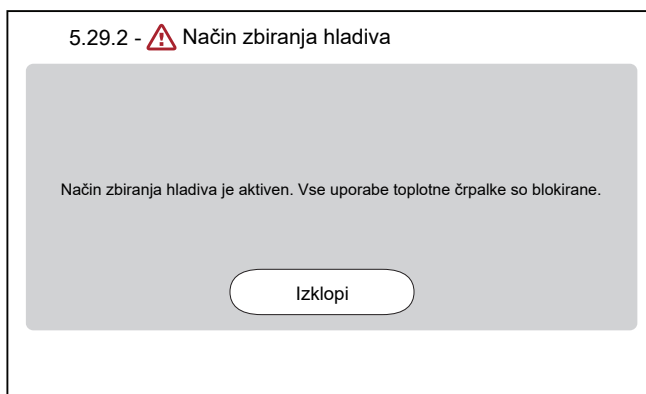 5.29.2 - Način zbiranja hladiva
Način zbiranja hladiva je aktiven. Vse uporabe toplotne črpalke so blokirane.
Izklopi